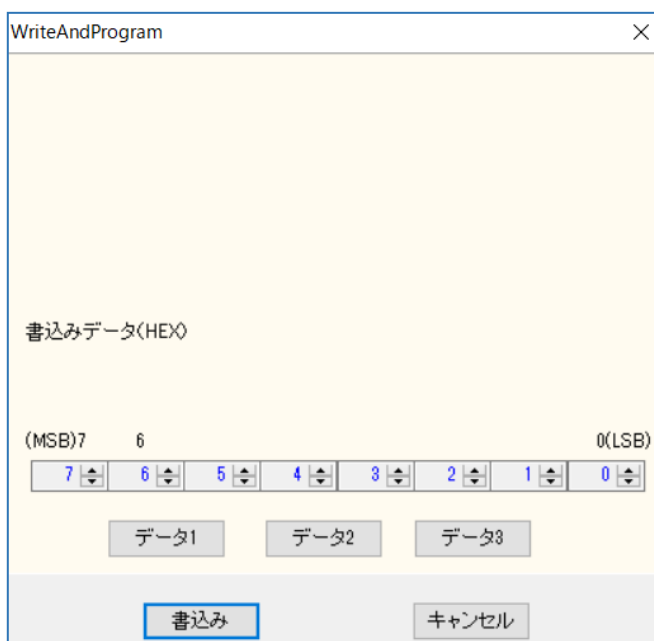 WriteAndProgram
書込みデータ(HEX)
(MSB)7 6 0(LSB)
7 6 5 4 3 2 1 0
データ1 データ2 データ3
書込み キャンセル